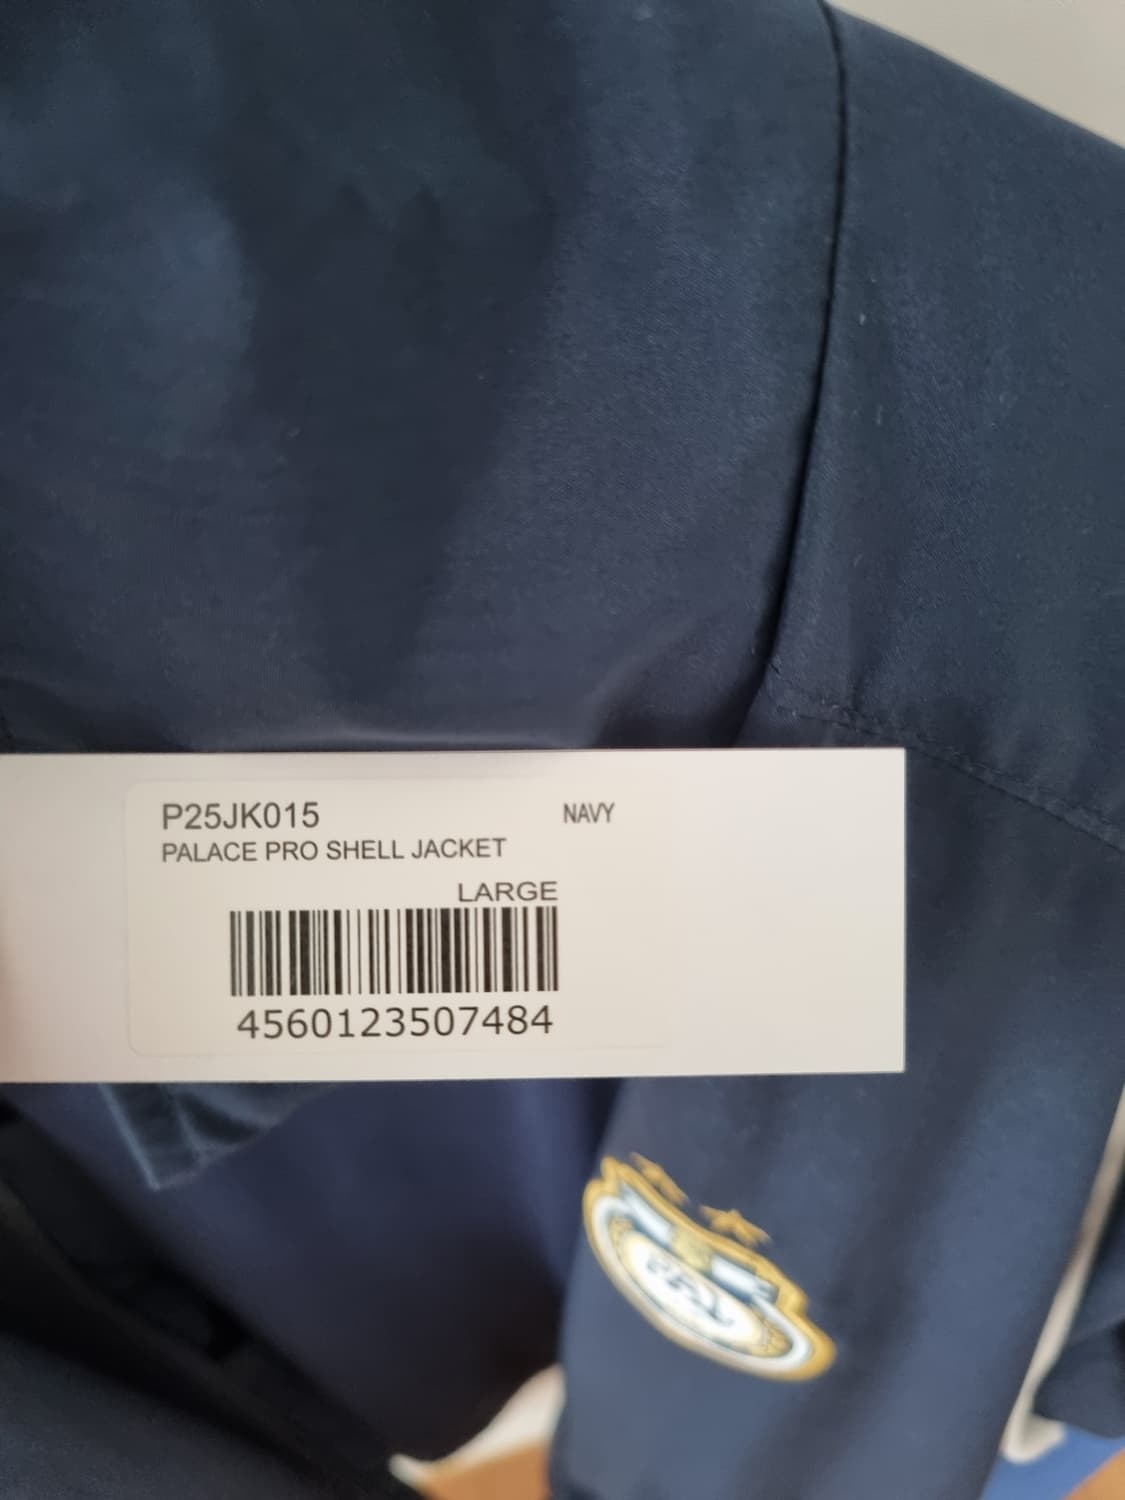 P25JK015 NAVY
PALACE PRO SHELL JACKET
LARGE
4560123507484